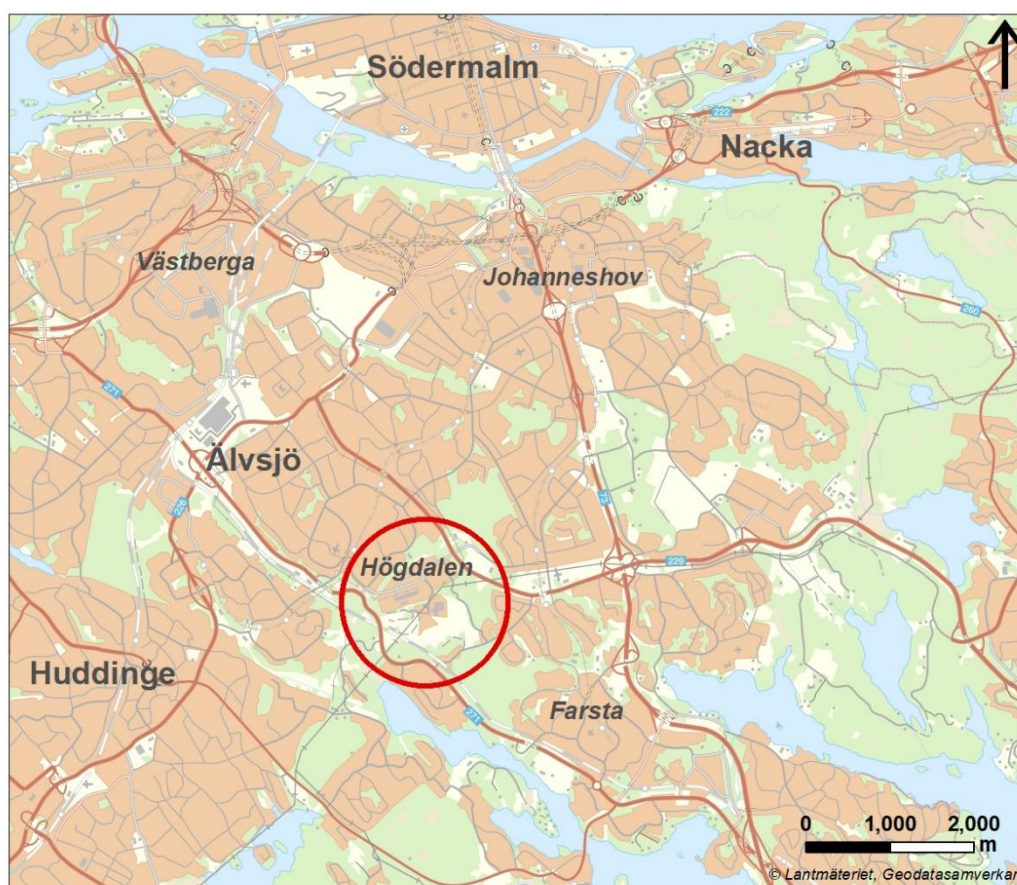 Södermalm
222
Nacka
Västberga
Johanneshov
260
271
Älvsjö
73
226
229
Högdalen
Huddinge
Farsta
271
0 1,000 2,000
m
© Lantmäteriet, Geodatasamverkan